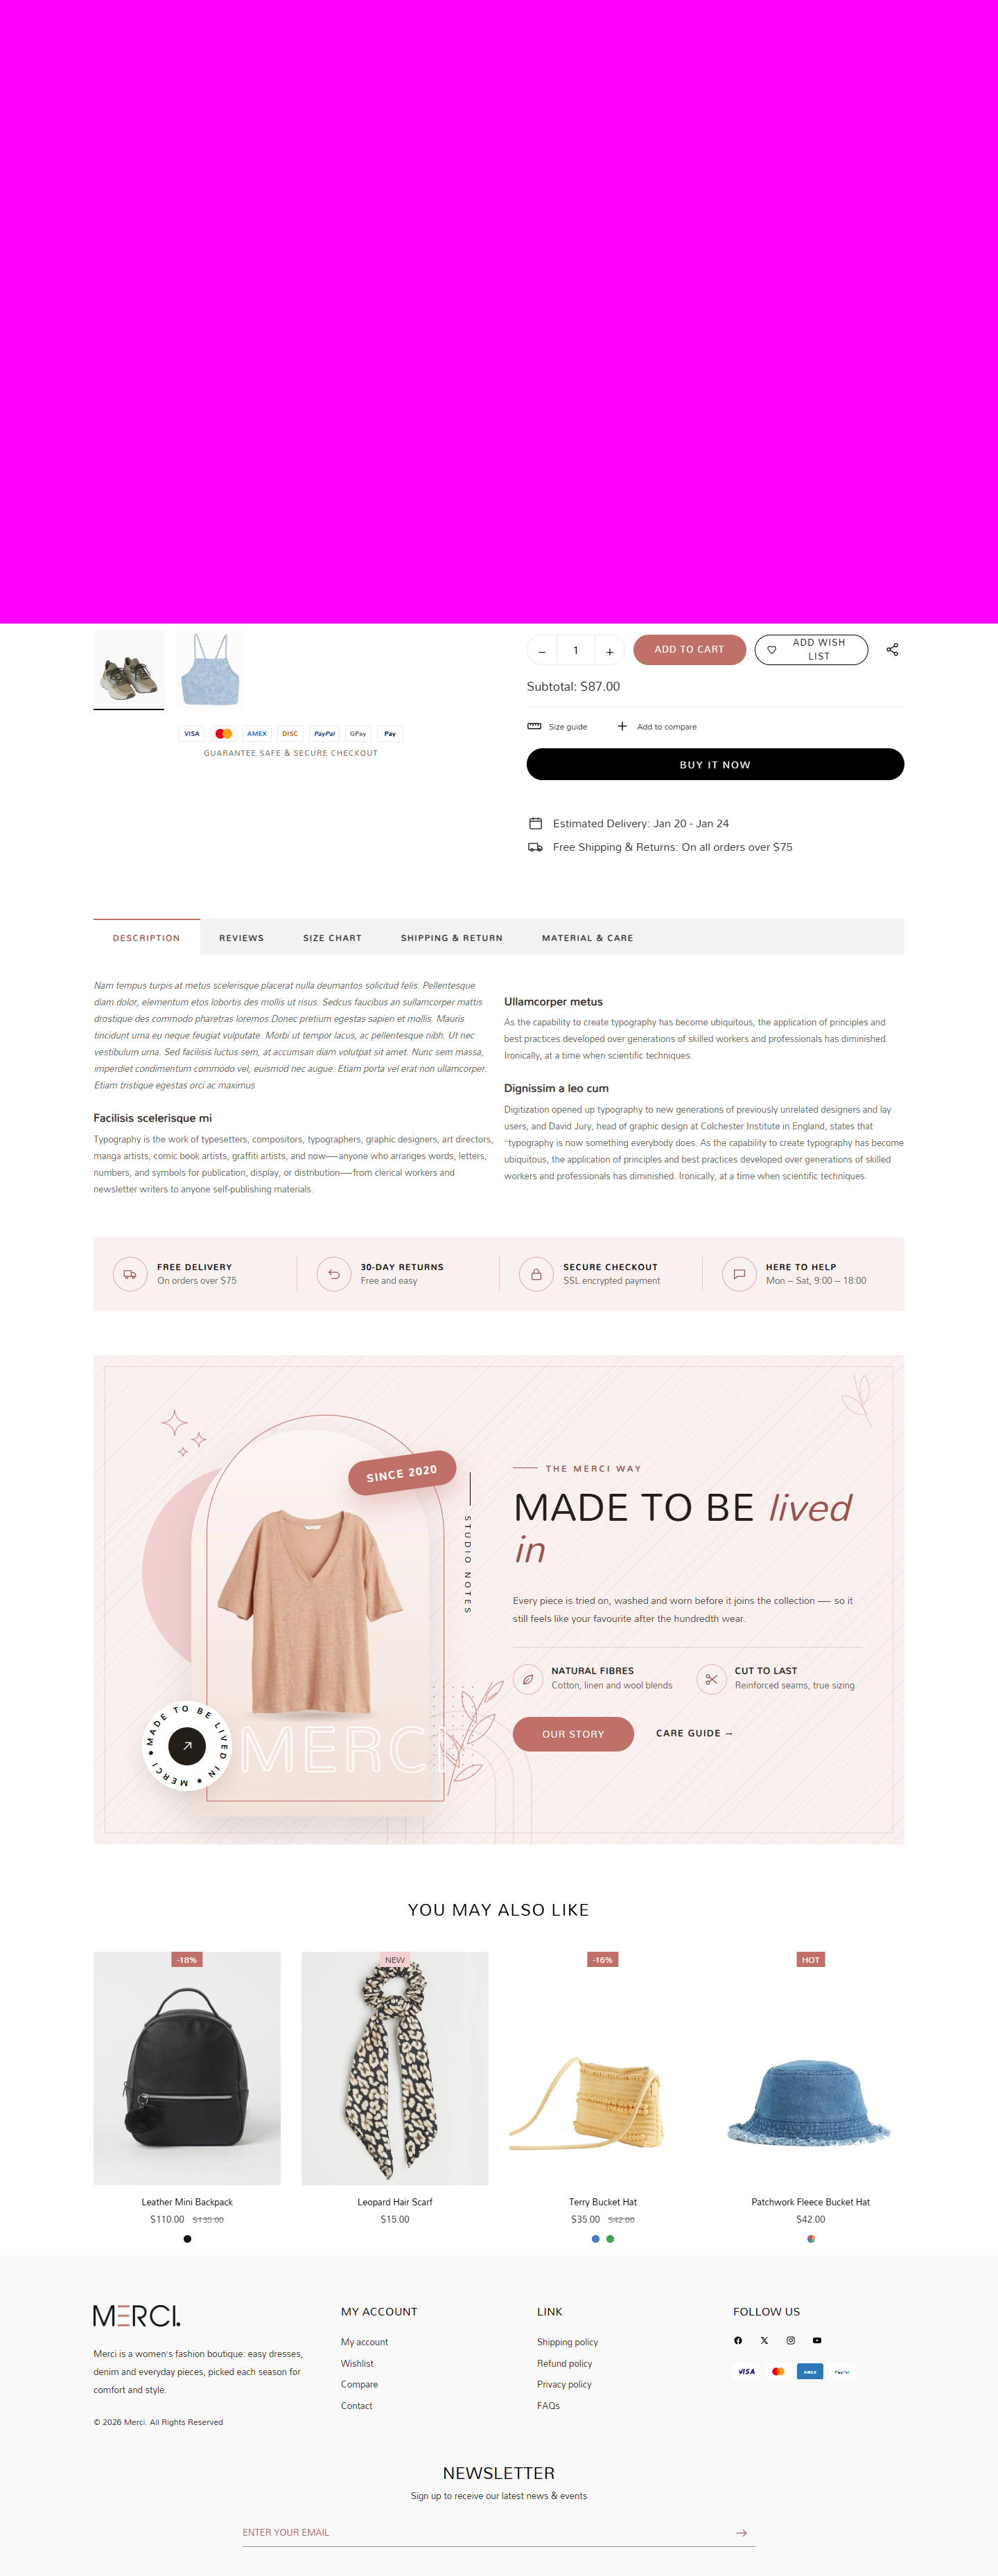 − 1 +
ADD TO CART
ADD WISH
LIST
Subtotal: $87.00
Size guide
Add to compare
BUY IT NOW
VISA
AMEX
DISC
PayPal
GPay
Pay
GUARANTEE SAFE & SECURE CHECKOUT
Estimated Delivery: Jan 20 - Jan 24
Free Shipping & Returns: On all orders over $75
DESCRIPTION
REVIEWS
SIZE CHART
SHIPPING & RETURN
MATERIAL & CARE
Nam tempus turpis at metus scelerisque placerat nulla deumantos solicitud felis. Pellentesque
diam dolor, elementum etos lobortis des mollis ut risus. Sedcus faucibus an sullamcorper mattis
drostique des commodo pharetras loremos.Donec pretium egestas sapien et mollis. Mauris
tincidunt urna eu neque feugiat vulputate. Morbi ut tempor lacus, ac pellentesque nibh. Ut nec
vestibulum urna. Sed facilisis luctus sem, at accumsan diam volutpat sit amet. Nunc sem massa,
imperdiet condimentum commodo vel, euismod nec augue. Etiam porta vel erat non ullamcorper.
Etiam tristique egestas orci ac maximus
Facilisis scelerisque mi
Typography is the work of typesetters, compositors, typographers, graphic designers, art directors,
manga artists, comic book artists, graffiti artists, and now—anyone who arranges words, letters,
numbers, and symbols for publication, display, or distribution—from clerical workers and
newsletter writers to anyone self-publishing materials.
Ullamcorper metus
As the capability to create typography has become ubiquitous, the application of principles and
best practices developed over generations of skilled workers and professionals has diminished.
Ironically, at a time when scientific techniques.
Dignissim a leo cum
Digitization opened up typography to new generations of previously unrelated designers and lay
users, and David Jury, head of graphic design at Colchester Institute in England, states that
“typography is now something everybody does. As the capability to create typography has become
ubiquitous, the application of principles and best practices developed over generations of skilled
workers and professionals has diminished. Ironically, at a time when scientific techniques.
FREE DELIVERY
On orders over $75
30-DAY RETURNS
Free and easy
SECURE CHECKOUT
SSL encrypted payment
HERE TO HELP
Mon – Sat, 9:00 – 18:00
SINCE 2020
STUDIO NOTES
MERCI
MADE TO BE LIVED IN * MERCI *
THE MERCI WAY
MADE TO BE lived
in
Every piece is tried on, washed and worn before it joins the collection — so it
still feels like your favourite after the hundredth wear.
NATURAL FIBRES
Cotton, linen and wool blends
CUT TO LAST
Reinforced seams, true sizing
OUR STORY
CARE GUIDE →
YOU MAY ALSO LIKE
-18%
Leather Mini Backpack
$110.00 $135.00
NEW
Leopard Hair Scarf
$15.00
-16%
Terry Bucket Hat
$35.00 $42.00
HOT
Patchwork Fleece Bucket Hat
$42.00
MERCI.
Merci is a women's fashion boutique: easy dresses,
denim and everyday pieces, picked each season for
comfort and style.
© 2026 Merci. All Rights Reserved
MY ACCOUNT
My account
Wishlist
Compare
Contact
LINK
Shipping policy
Refund policy
Privacy policy
FAQs
FOLLOW US
VISA
AMEX
PayPal
NEWSLETTER
Sign up to receive our latest news & events
ENTER YOUR EMAIL